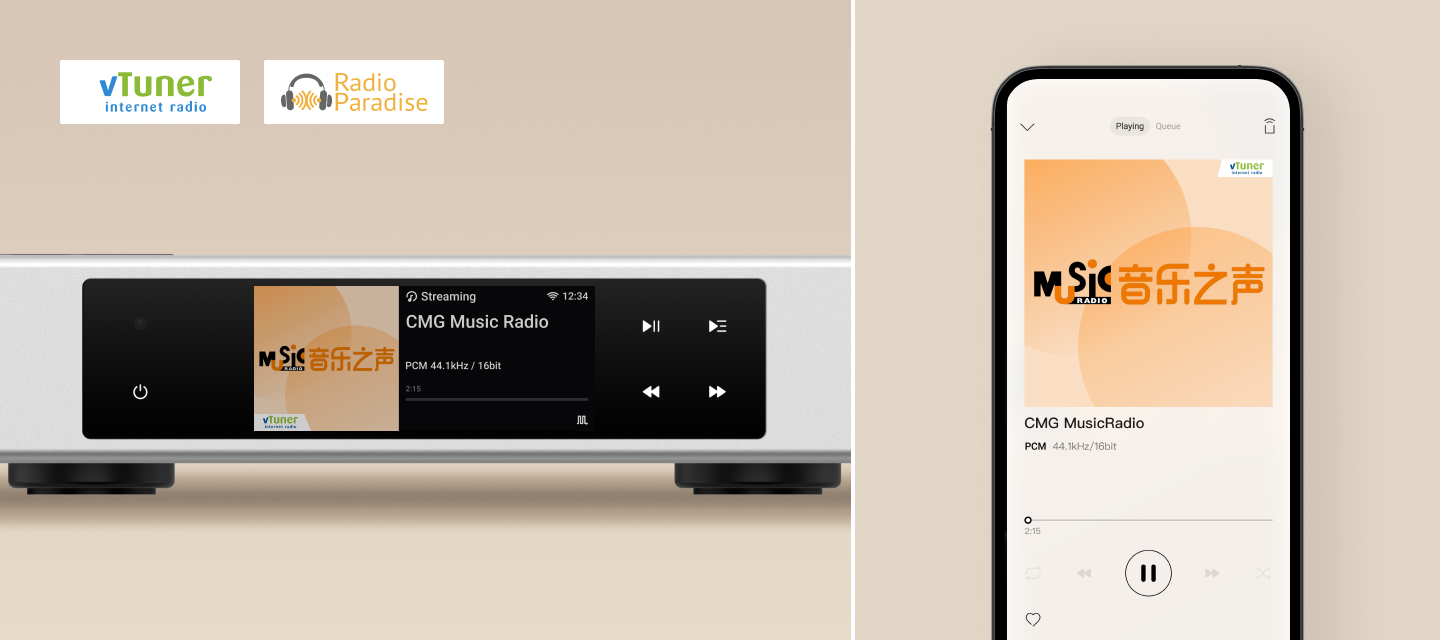 vTuner
internet radio
Radio
Paradise
Streaming
12:34
CMG Music Radio
PCM 44.1kHz / 16bit
2:15
MUSIC
RADIO
音乐之声
vTuner
internet radio
Playing
Queue
vTuner
internet radio
MUSIC
RADIO
音乐之声
CMG MusicRadio
PCM 44.1kHz/16bit
2:15